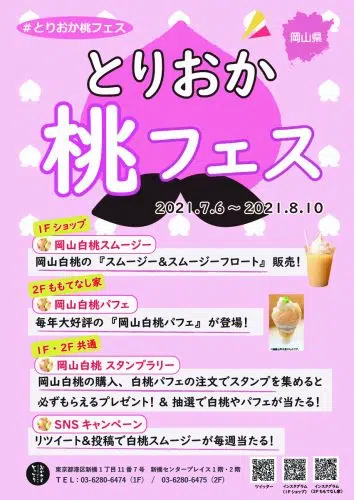 #とりおか桃フェス
岡山県
とりおか
桃フェス
2021.7.6～2021.8.10
1Fショップ
岡山白桃スムージー
岡山白桃の『スムージー&スムージーフロート』販売!
2Fももてなし家
岡山白桃パフェ
毎年大好評の『岡山白桃パフェ』が登場!
1F・2F共通
岡山白桃 スタンプラリー
岡山白桃の購入、白桃パフェの注文でスタンプを集めると
必ずもらえるプレゼント!&抽選で白桃やパフェが当たる!
SNSキャンペーン
リツイート&投稿で白桃スムージーが毎週当たる!
東京都港区新橋1丁目11番7号 新橋センタープレイス1階・2階
TEL:03-6280-6474(1F) / 03-6280-6475(2F)
ツイッター
インスタグラム
(1Fショップ)
インスタグラム
(2Fももてなし家)